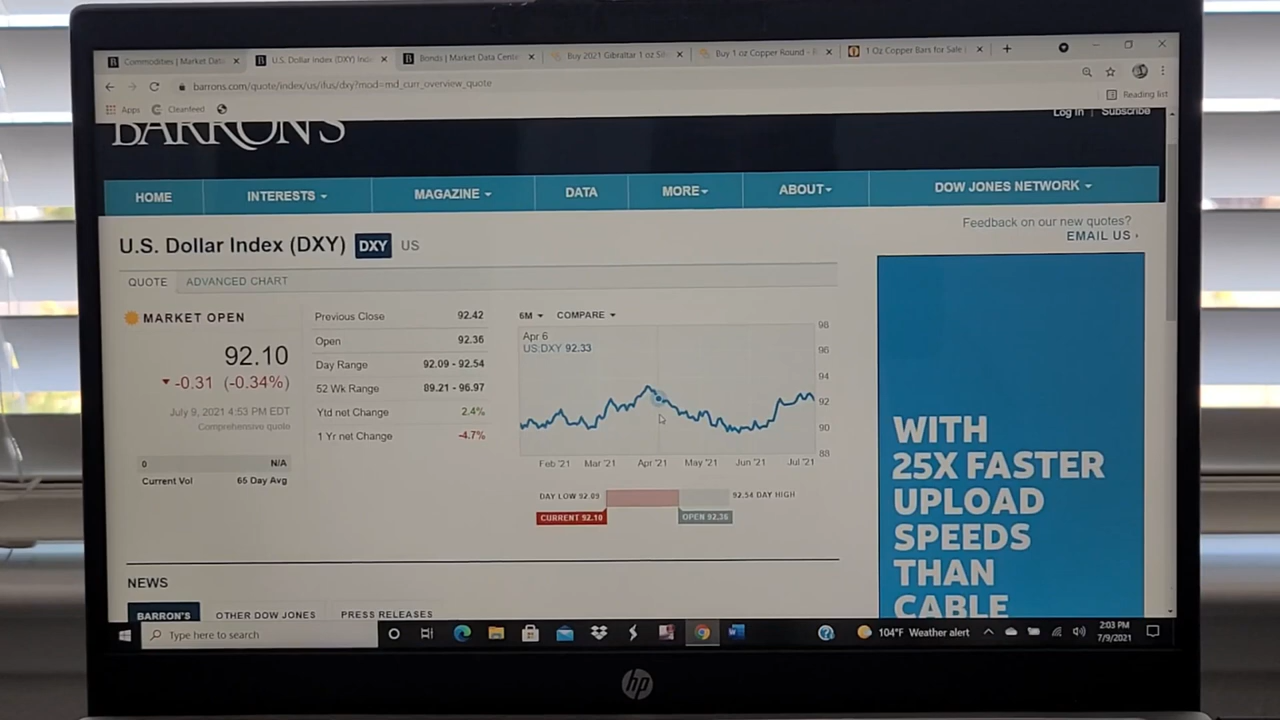 Commodities | Market Data
U.S. Dollar Index (DXY) Ind
Bonds | Market Data Cente
Buy 2021 Gibraltar 1 oz Sil
Buy 1 oz Copper Round -
1 Oz Copper Bars for Sale |
barrons.com/quote/index/us/ifus/dxy?mod=md_curr_overview_quote
Apps
Cleanfeed
Reading list
BARRON'S
Log In | Subscribe
HOME
INTERESTS
MAGAZINE
DATA
MORE
ABOUT
DOW JONES NETWORK
Feedback on our new quotes?
EMAIL US ›
U.S. Dollar Index (DXY) DXY US
QUOTE
ADVANCED CHART
MARKET OPEN
92.10
-0.31 (-0.34%)
July 9, 2021 4:53 PM EDT
Comprehensive quote
0 N/A
Current Vol 65 Day Avg
Previous Close 92.42
Open 92.36
Day Range 92.09 - 92.54
52 Wk Range 89.21 - 96.97
Ytd net Change 2.4%
1 Yr net Change -4.7%
6M COMPARE
Apr 6
US:DXY 92.33
98
96
94
92
90
88
Feb '21 Mar '21 Apr '21 May '21 Jun '21 Jul '21
DAY LOW 92.09
92.54 DAY HIGH
CURRENT 92.10
OPEN 92.36
WITH
25X FASTER
UPLOAD
SPEEDS
THAN
CABLE
NEWS
BARRON'S
OTHER DOW JONES
PRESS RELEASES
Type here to search
104°F Weather alert
2:03 PM
7/9/2021
hp